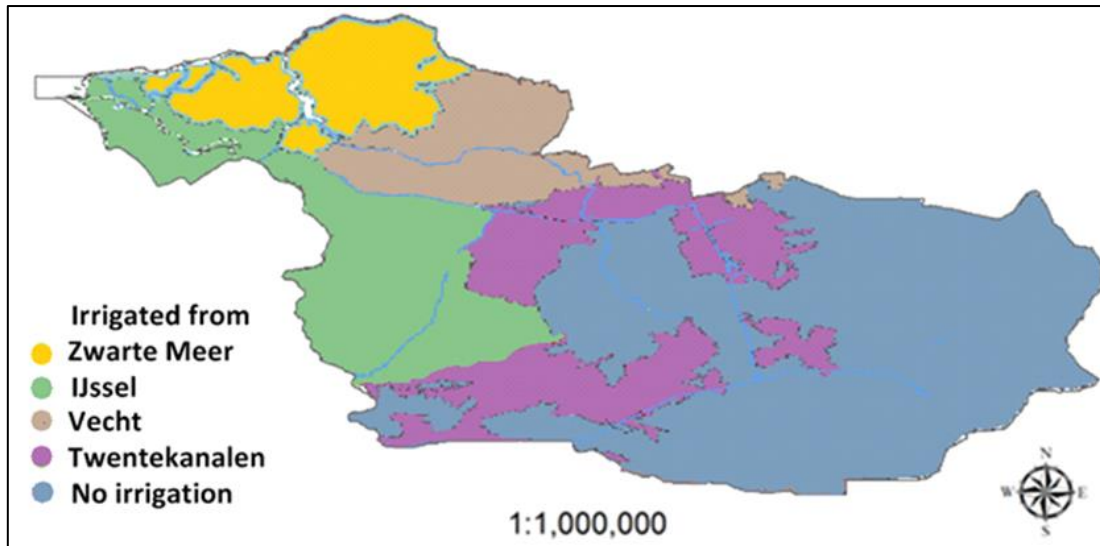 Irrigated from
Zwarte Meer
IJssel
Vecht
Twentekanalen
No irrigation
1:1,000,000
N
W E
S